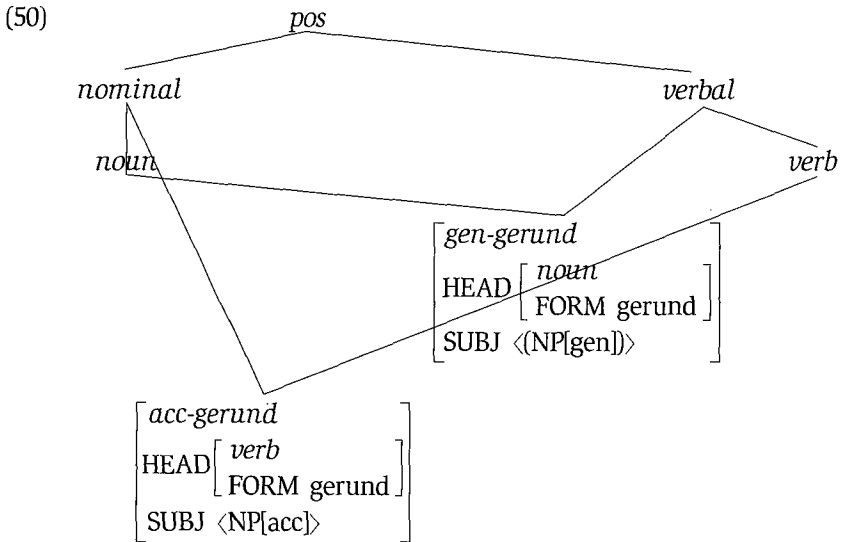 (50)
pos
nominal
verbal
noun
verb
gen-gerund
HEAD [ noun
FORM gerund ]
SUBJ ⟨(NP[gen])⟩
acc-gerund
HEAD [ verb
FORM gerund ]
SUBJ ⟨NP[acc]⟩